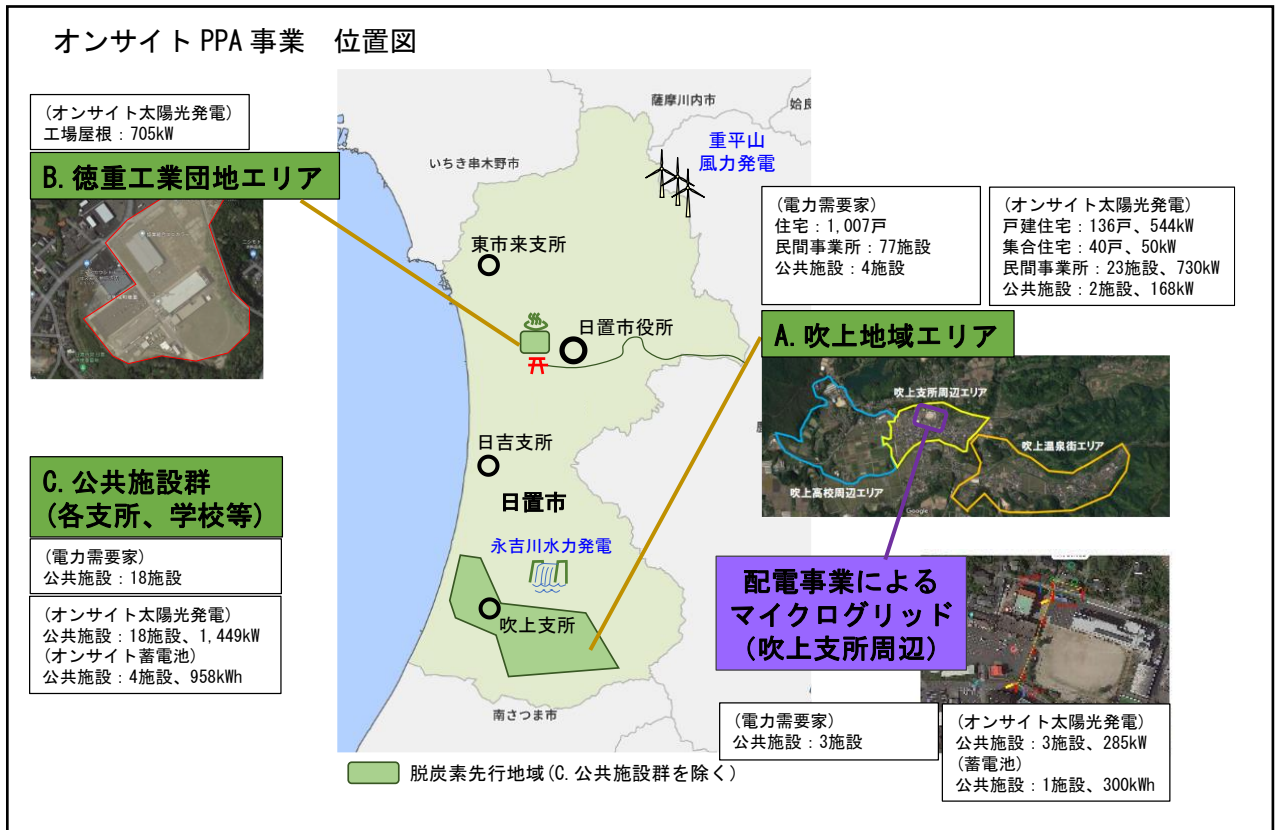 オンサイト PPA 事業　位置図
(オンサイト太陽光発電)
工場屋根：705kW
B. 徳重工業団地エリア
薩摩川内市
姶良
いちき串木野市
重平山
風力発電
東市来支所
日置市役所
日吉支所
日置市
永吉川水力発電
吹上支所
南さつま市
(電力需要家)
住宅：1,007戸
民間事業所：77施設
公共施設：4施設
(オンサイト太陽光発電)
戸建住宅：136戸、544kW
集合住宅：40戸、50kW
民間事業所：23施設、730kW
公共施設：2施設、168kW
A. 吹上地域エリア
吹上支所周辺エリア
吹上温泉街エリア
吹上高校周辺エリア
Google
C. 公共施設群
(各支所、学校等)
(電力需要家)
公共施設：18施設
(オンサイト太陽光発電)
公共施設：18施設、1,449kW
(オンサイト蓄電池)
公共施設：4施設、958kWh
配電事業による
マイクログリッド
(吹上支所周辺)
(電力需要家)
公共施設：3施設
(オンサイト太陽光発電)
公共施設：3施設、285kW
(蓄電池)
公共施設：1施設、300kWh
脱炭素先行地域(C. 公共施設群を除く)